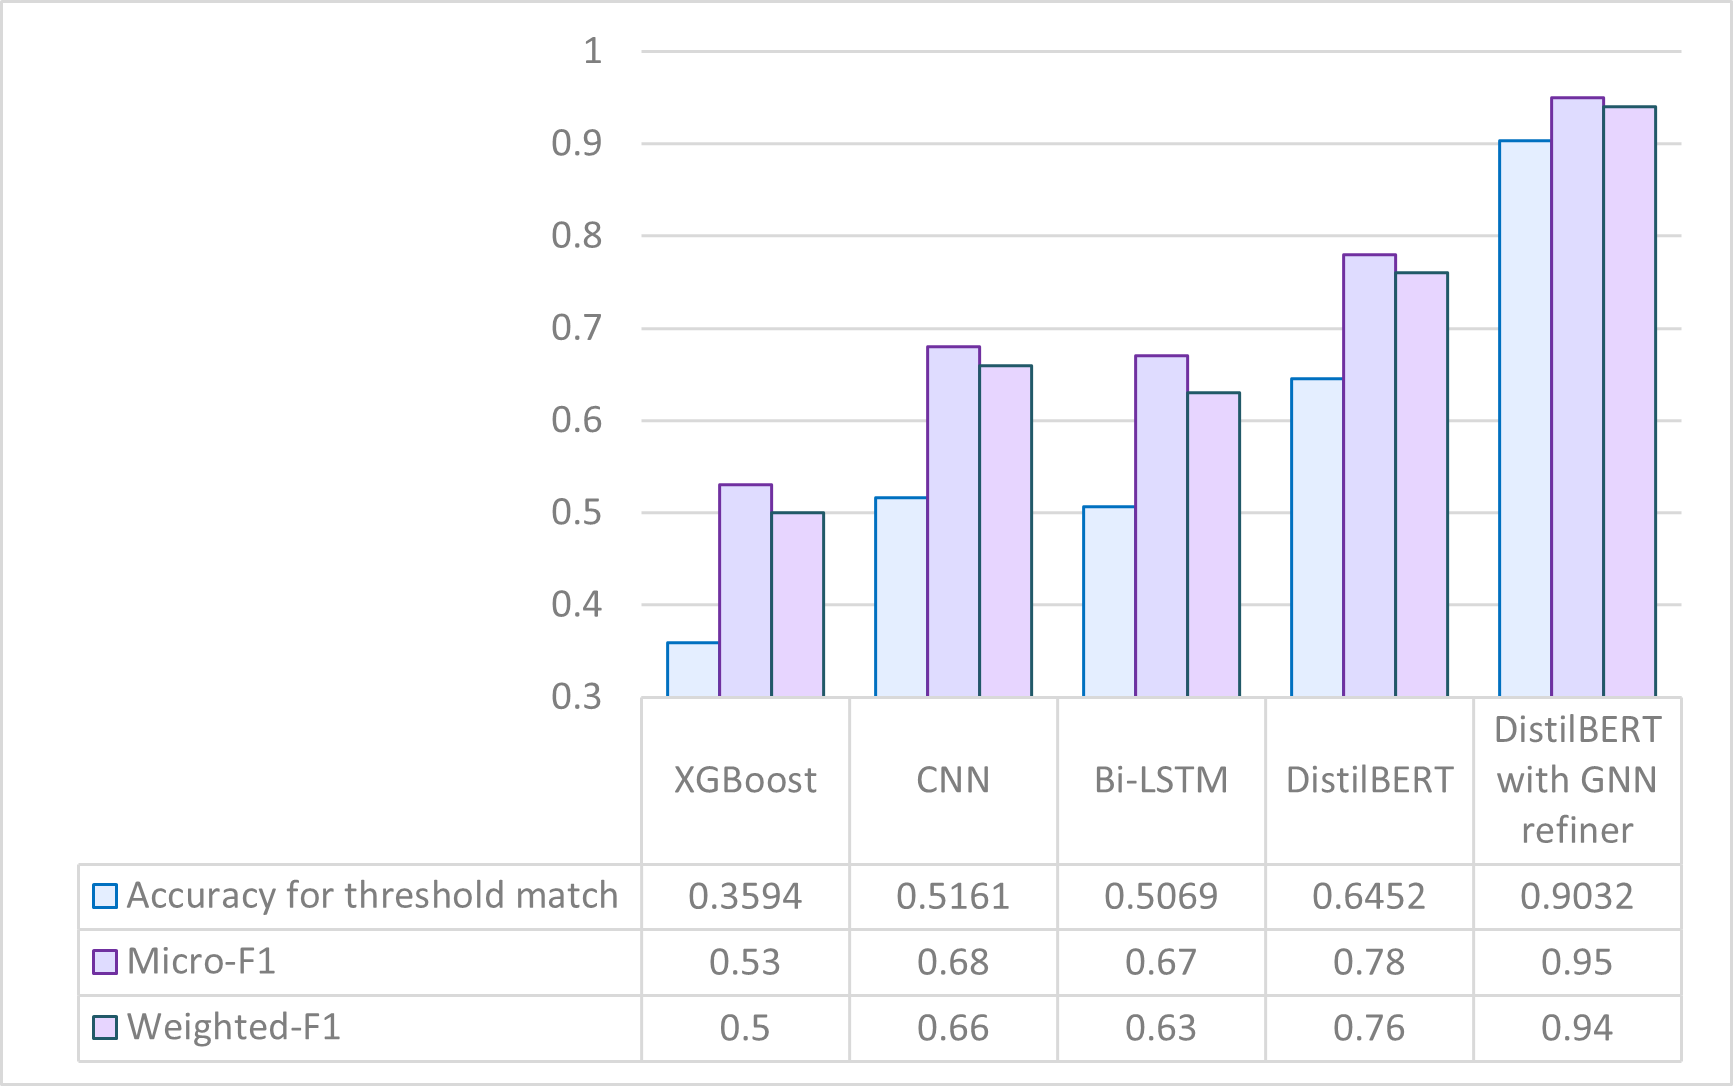 1
0.9
0.8
0.7
0.6
0.5
0.4
0.3
XGBoost CNN Bi-LSTM DistilBERT DistilBERT
with GNN
refiner
Accuracy for threshold match 0.3594 0.5161 0.5069 0.6452 0.9032
Micro-F1 0.53 0.68 0.67 0.78 0.95
Weighted-F1 0.5 0.66 0.63 0.76 0.94